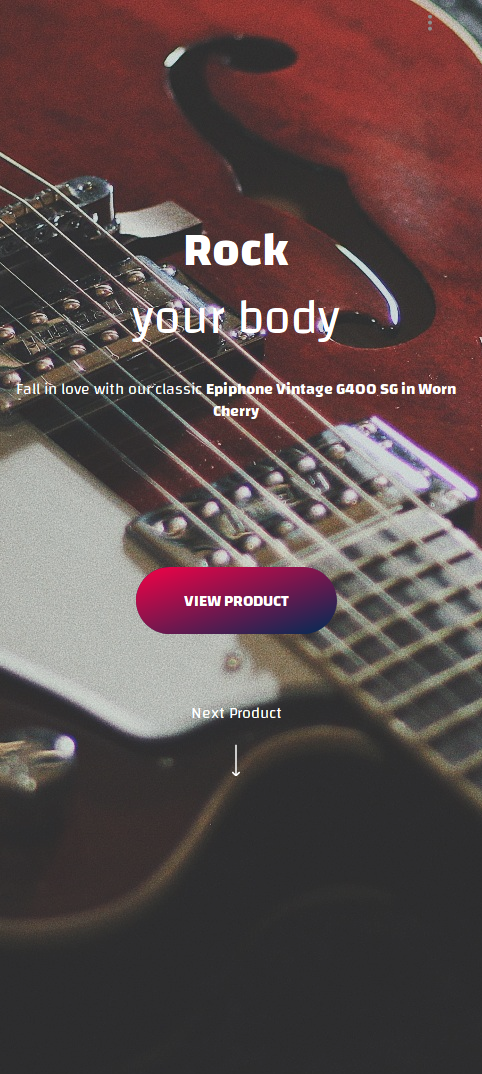 Rock
your body
Fall in love with our classic Epiphone Vintage G400 SG in Worn
Cherry
VIEW PRODUCT
Next Product